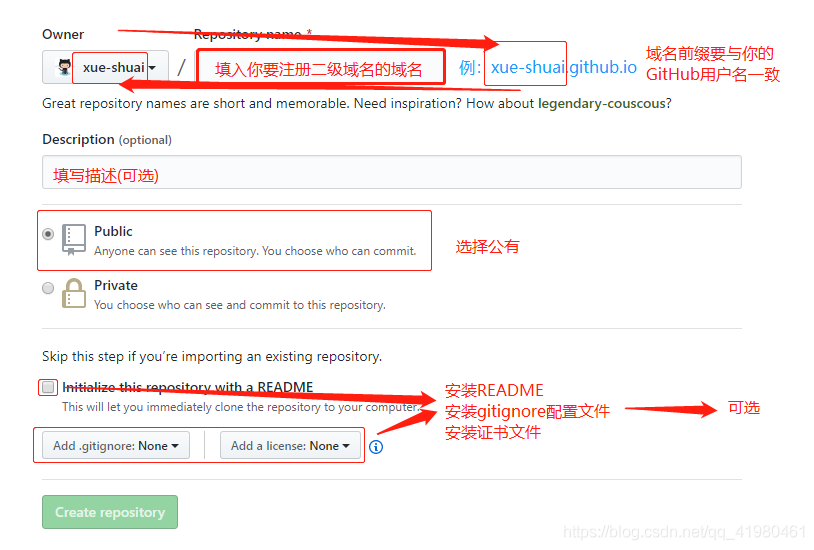 Owner
Repository name *
xue-shuai
/
填入你要注册二级域名的域名
例：xue-shuai.github.io
域名前缀要与你的
GitHub用户名一致
Great repository names are short and memorable. Need inspiration? How about legendary-couscous?
Description (optional)
填写描述(可选)
Public
Anyone can see this repository. You choose who can commit.
选择公有
Private
You choose who can see and commit to this repository.
Skip this step if you're importing an existing repository.
Initialize this repository with a README
This will let you immediately clone the repository to your computer.
安装README
安装gitignore配置文件
安装证书文件
可选
Add .gitignore: None
Add a license: None
Create repository
https://blog.csdn.net/qq_41980461